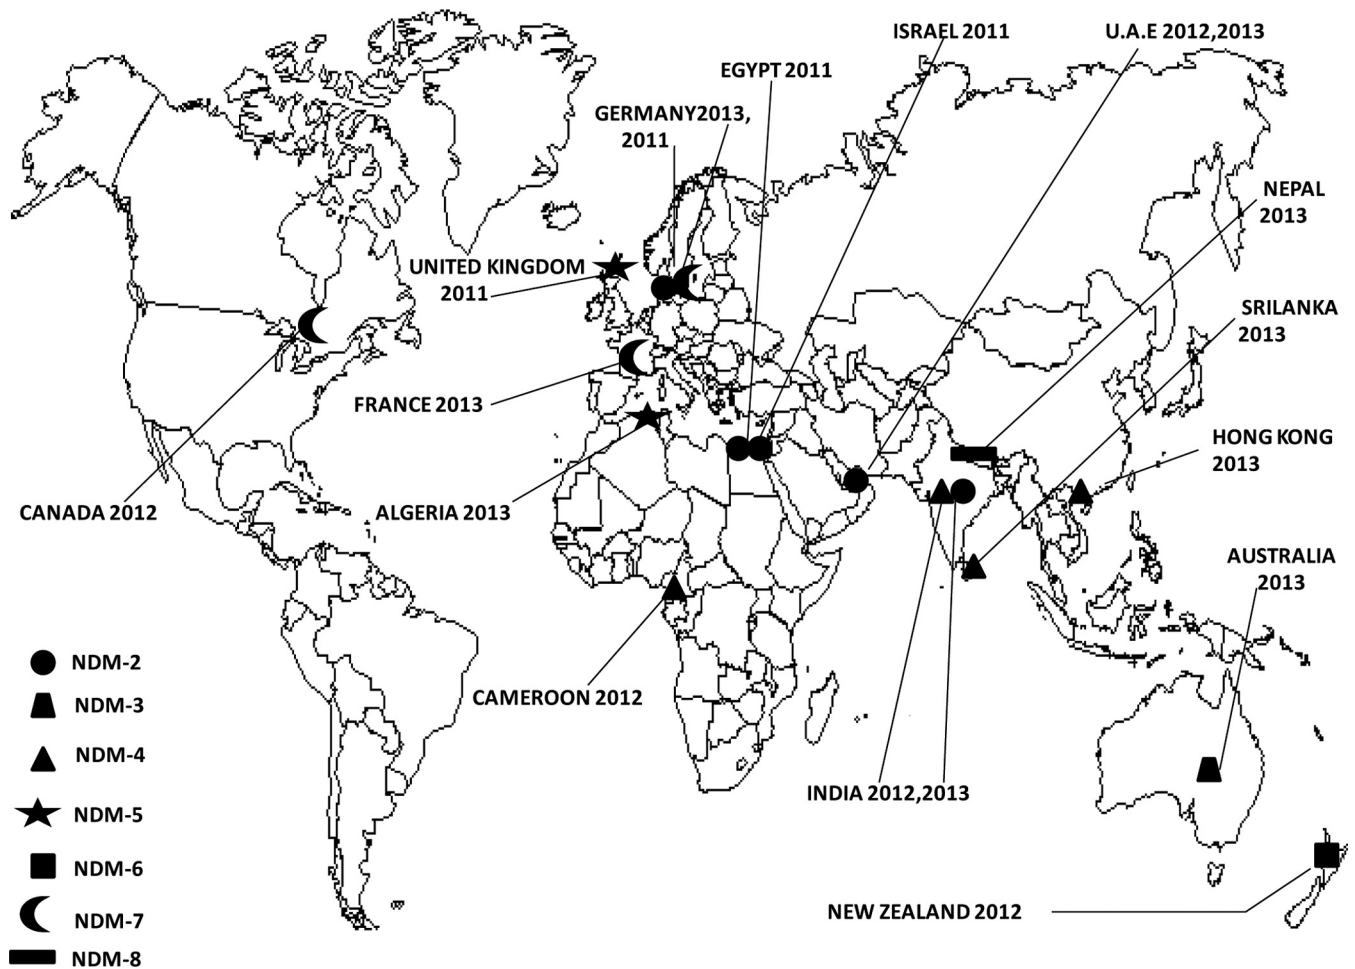 ISRAEL 2011
U.A.E 2012,2013
EGYPT 2011
GERMANY2013,
2011
NEPAL
2013
UNITED KINGDOM
2011
SRILANKA
2013
FRANCE 2013
HONG KONG
2013
CANADA 2012
ALGERIA 2013
AUSTRALIA
2013
CAMEROON 2012
INDIA 2012,2013
NEW ZEALAND 2012
NDM-2
NDM-3
NDM-4
NDM-5
NDM-6
NDM-7
NDM-8